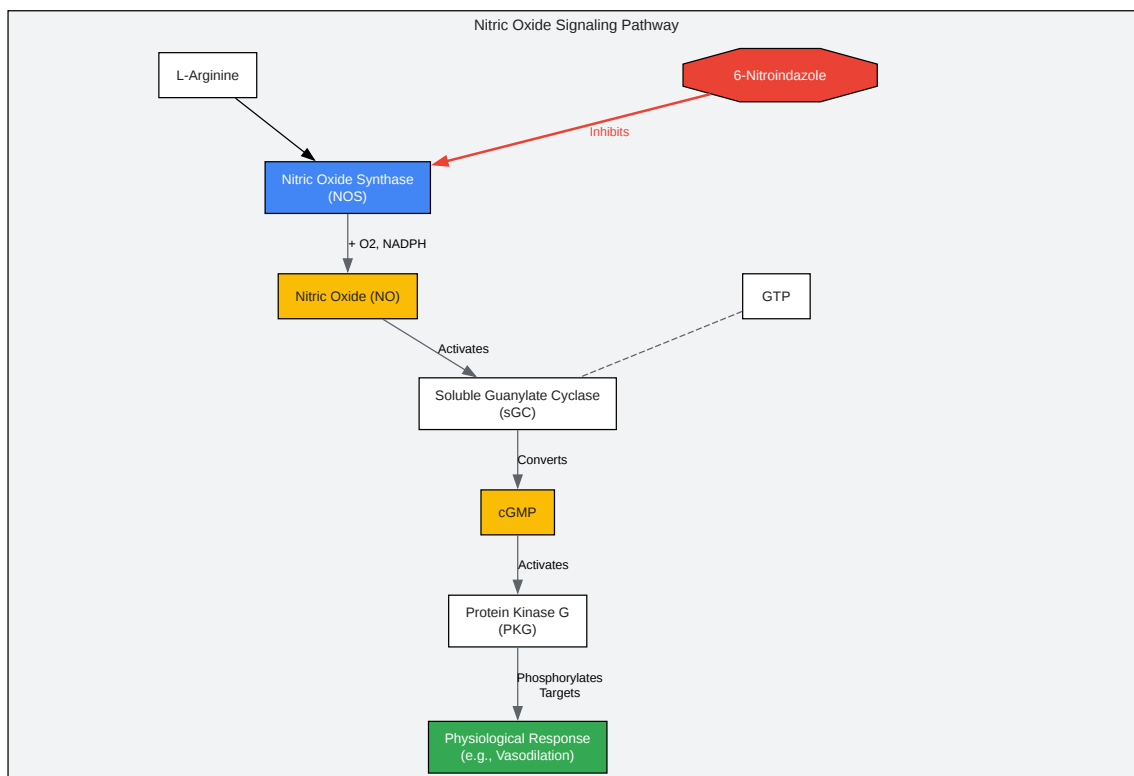 Nitric Oxide Signaling Pathway
L-Arginine
6-Nitroindazole
Inhibits
Nitric Oxide Synthase
(NOS)
+ O2, NADPH
Nitric Oxide (NO)
GTP
Activates
Soluble Guanylate Cyclase
(sGC)
Converts
cGMP
Activates
Protein Kinase G
(PKG)
Phosphorylates
Targets
Physiological Response
(e.g., Vasodilation)